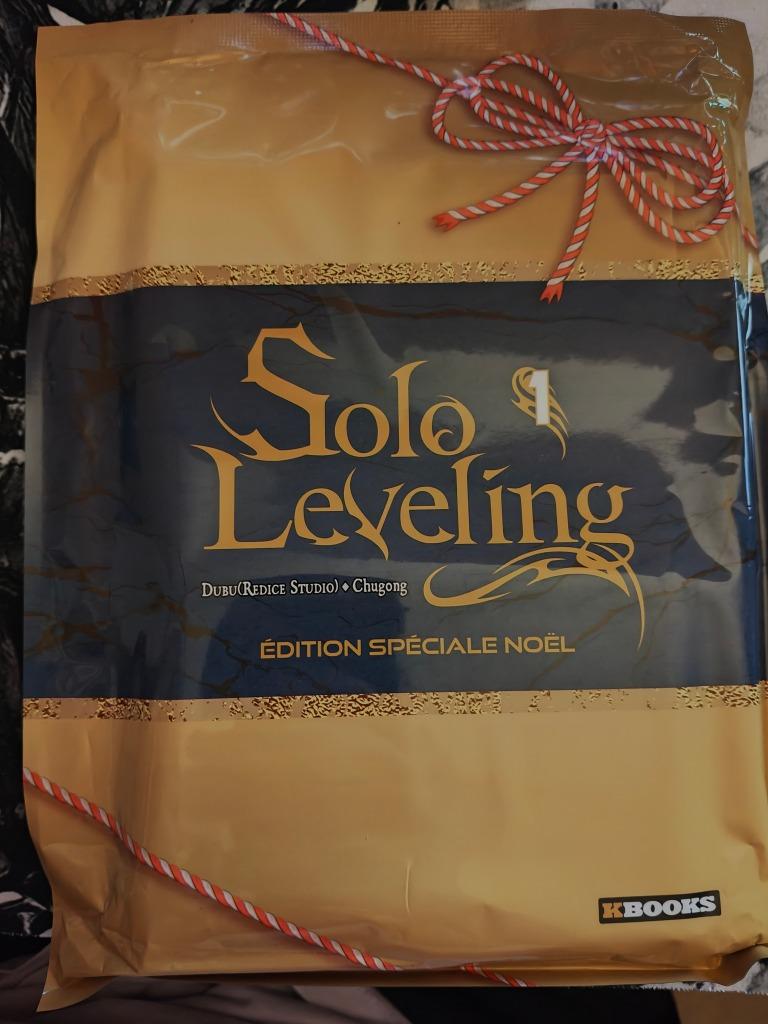 Solo 1
Leveling
Dubu(Redice Studio) ♦ Chugong
ÉDITION SPÉCIALE NOËL
KBOOKS